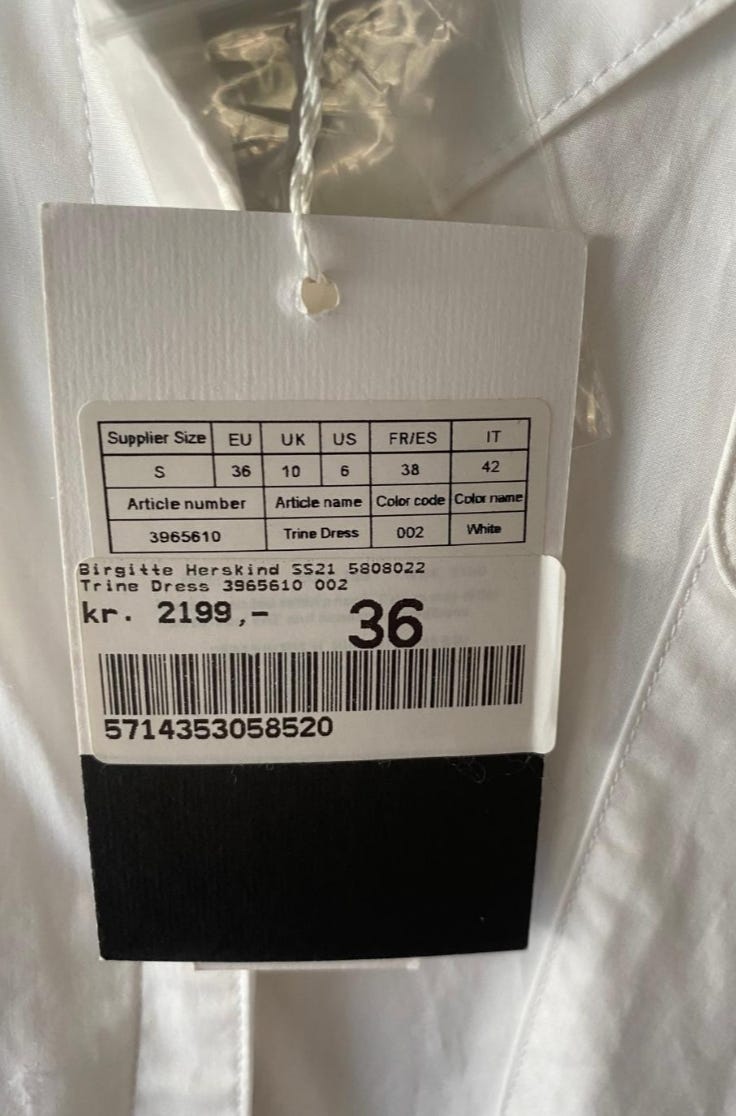 Supplier Size EU UK US FR/ES IT
S 36 10 6 38 42
Article number Article name Color code Color name
3965610 Trine Dress 002 White
Birgitte Herskind SS21 5808022
Trine Dress 3965610 002
kr. 2199,- 36
5714353058520